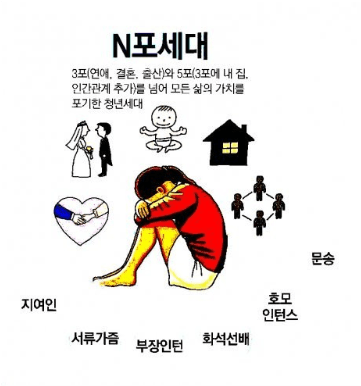 N포세대
3포(연애, 결혼, 출산)와 5포(3포에 내 집,
인간관계 추가)를 넘어 모든 삶의 가치를
포기한 청년세대
문송
지여인
호모
인턴스
서류가즘
부장인턴
화석선배